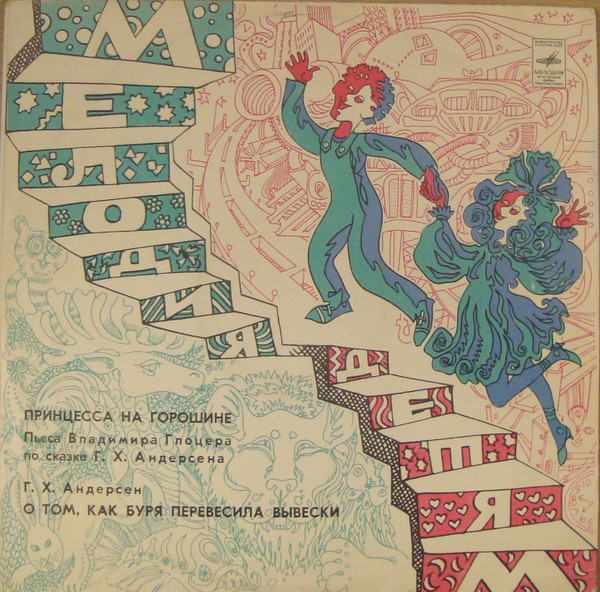 МЕЛОДИЯ
ДЕТЯМ
МЕЛОДИЯ
ПРИНЦЕССА НА ГОРОШИНЕ
Пьеса Владимира Глоцера
по сказке Г. Х. Андерсена
Г. Х. Андерсен
О ТОМ, КАК БУРЯ ПЕРЕВЕСИЛА ВЫВЕСКИ